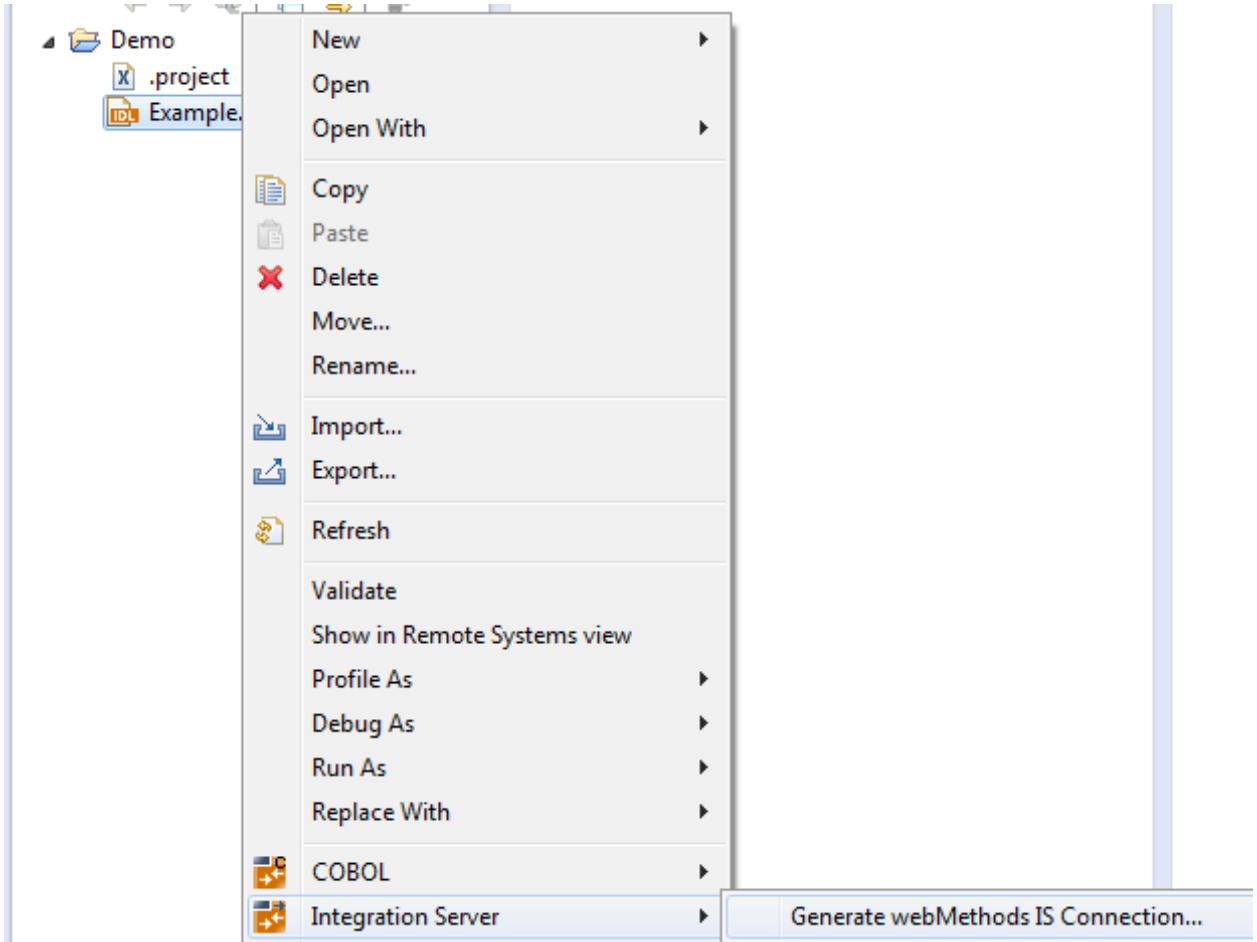 Demo
.project
Example.
New
Open
Open With
Copy
Paste
Delete
Move...
Rename...
Import...
Export...
Refresh
Validate
Show in Remote Systems view
Profile As
Debug As
Run As
Replace With
COBOL
Integration Server
Generate webMethods IS Connection...